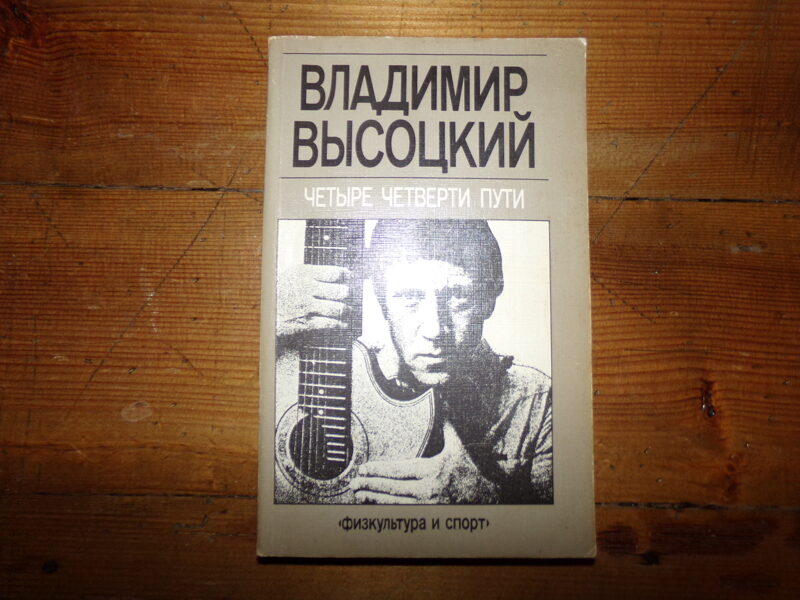 ВЛАДИМИР
ВЫСОЦКИЙ
ЧЕТЫРЕ ЧЕТВЕРТИ ПУТИ
‹физкультура и спорт›